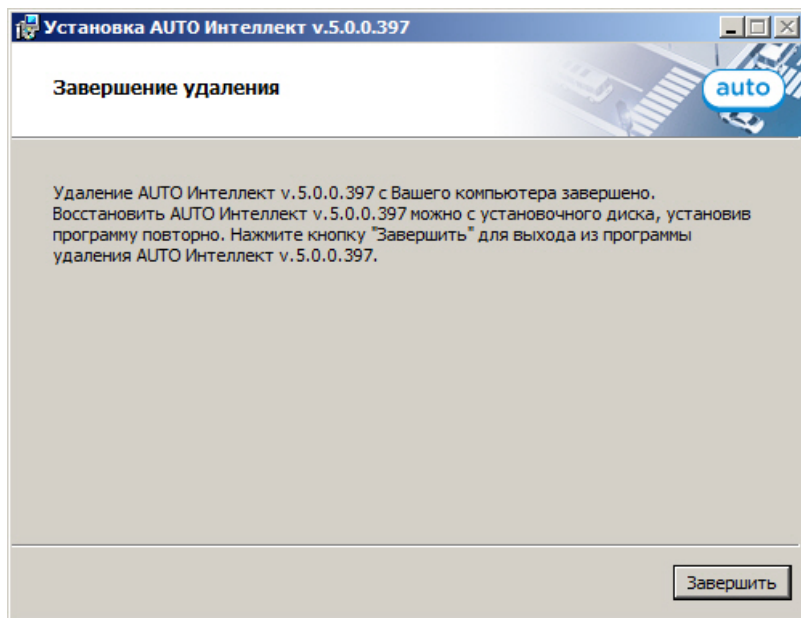 Установка AUTO Интеллект v.5.0.0.397
Завершение удаления
auto
Удаление AUTO Интеллект v.5.0.0.397 с Вашего компьютера завершено.
Восстановить AUTO Интеллект v.5.0.0.397 можно с установочного диска, установив
программу повторно. Нажмите кнопку "Завершить" для выхода из программы
удаления AUTO Интеллект v.5.0.0.397.
Завершить